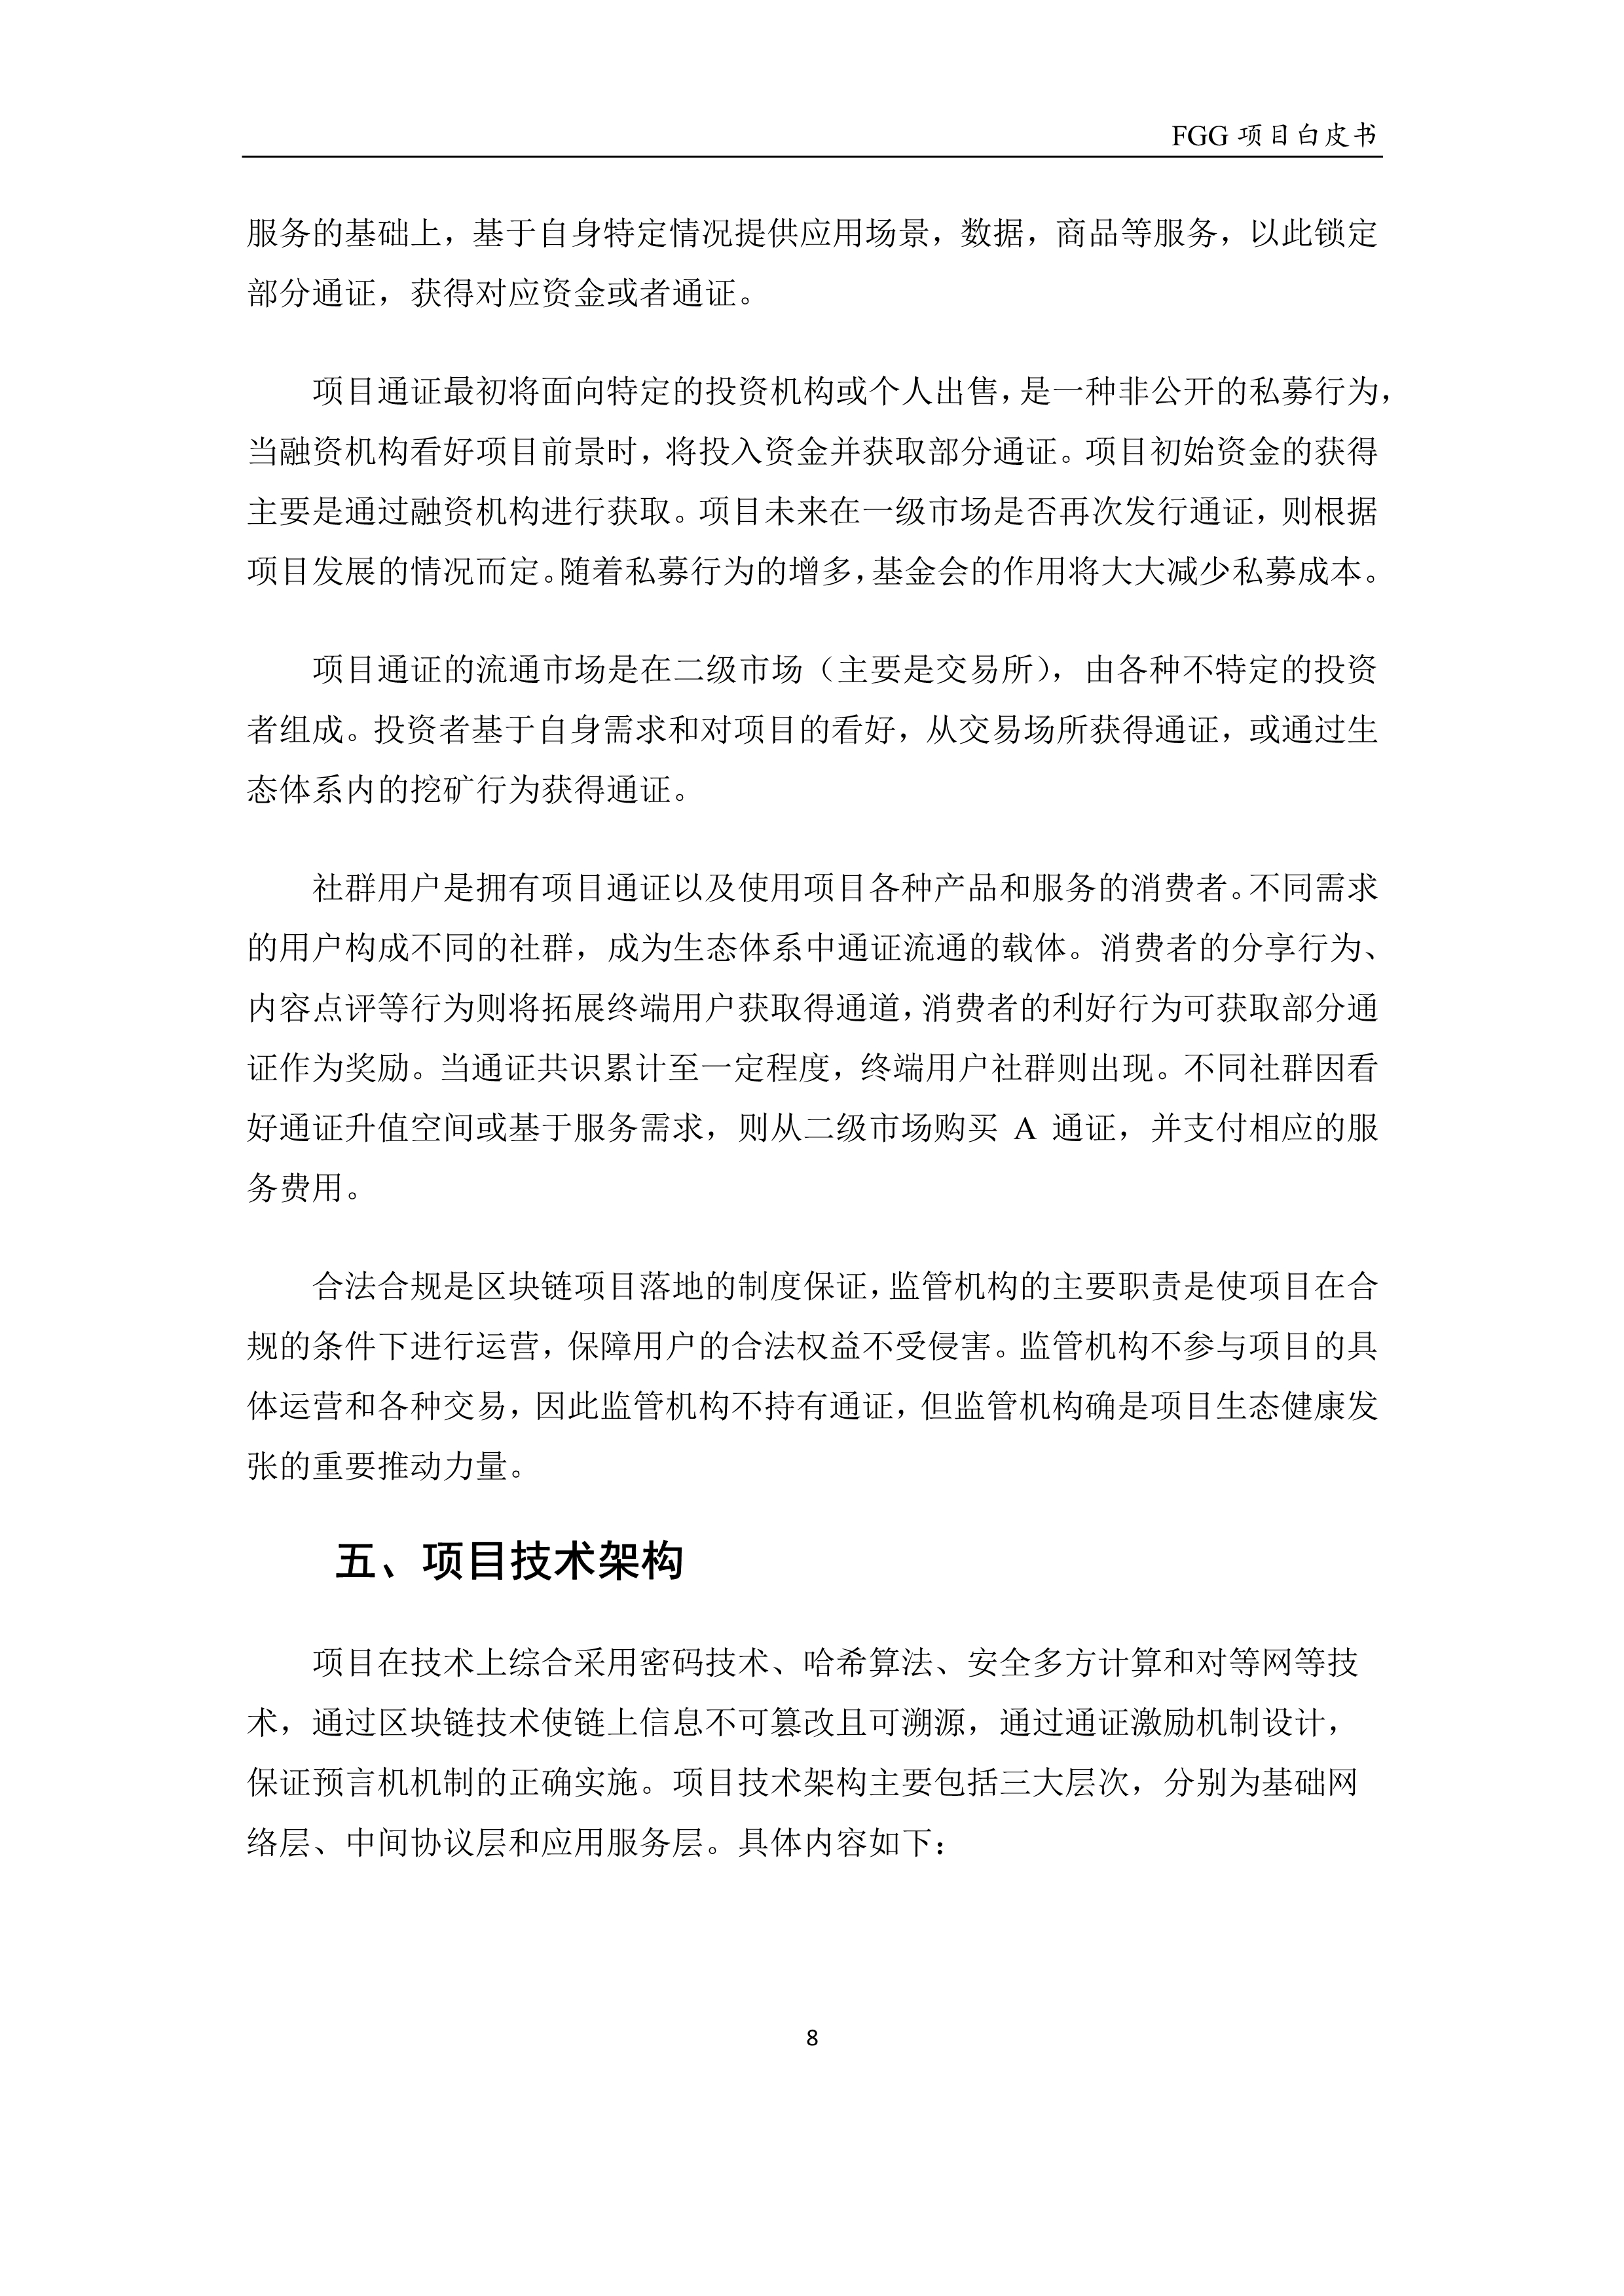 FGG 项目白皮书
服务的基础上，基于自身特定情况提供应用场景，数据，商品等服务，以此锁定
部分通证，获得对应资金或者通证。
项目通证最初将面向特定的投资机构或个人出售，是一种非公开的私募行为，
当融资机构看好项目前景时，将投入资金并获取部分通证。项目初始资金的获得
主要是通过融资机构进行获取。项目未来在一级市场是否再次发行通证，则根据
项目发展的情况而定。随着私募行为的增多，基金会的作用将大大减少私募成本。
项目通证的流通市场是在二级市场（主要是交易所），由各种不特定的投资
者组成。投资者基于自身需求和对项目的看好，从交易场所获得通证，或通过生
态体系内的挖矿行为获得通证。
社群用户是拥有项目通证以及使用项目各种产品和服务的消费者。不同需求
的用户构成不同的社群，成为生态体系中通证流通的载体。消费者的分享行为、
内容点评等行为则将拓展终端用户获取得通道，消费者的利好行为可获取部分通
证作为奖励。当通证共识累计至一定程度，终端用户社群则出现。不同社群因看
好通证升值空间或基于服务需求，则从二级市场购买 A 通证，并支付相应的服
务费用。
合法合规是区块链项目落地的制度保证，监管机构的主要职责是使项目在合
规的条件下进行运营，保障用户的合法权益不受侵害。监管机构不参与项目的具
体运营和各种交易，因此监管机构不持有通证，但监管机构确是项目生态健康发
张的重要推动力量。
五、项目技术架构
项目在技术上综合采用密码技术、哈希算法、安全多方计算和对等网等技
术，通过区块链技术使链上信息不可篡改且可溯源，通过通证激励机制设计，
保证预言机机制的正确实施。项目技术架构主要包括三大层次，分别为基础网
络层、中间协议层和应用服务层。具体内容如下：
8